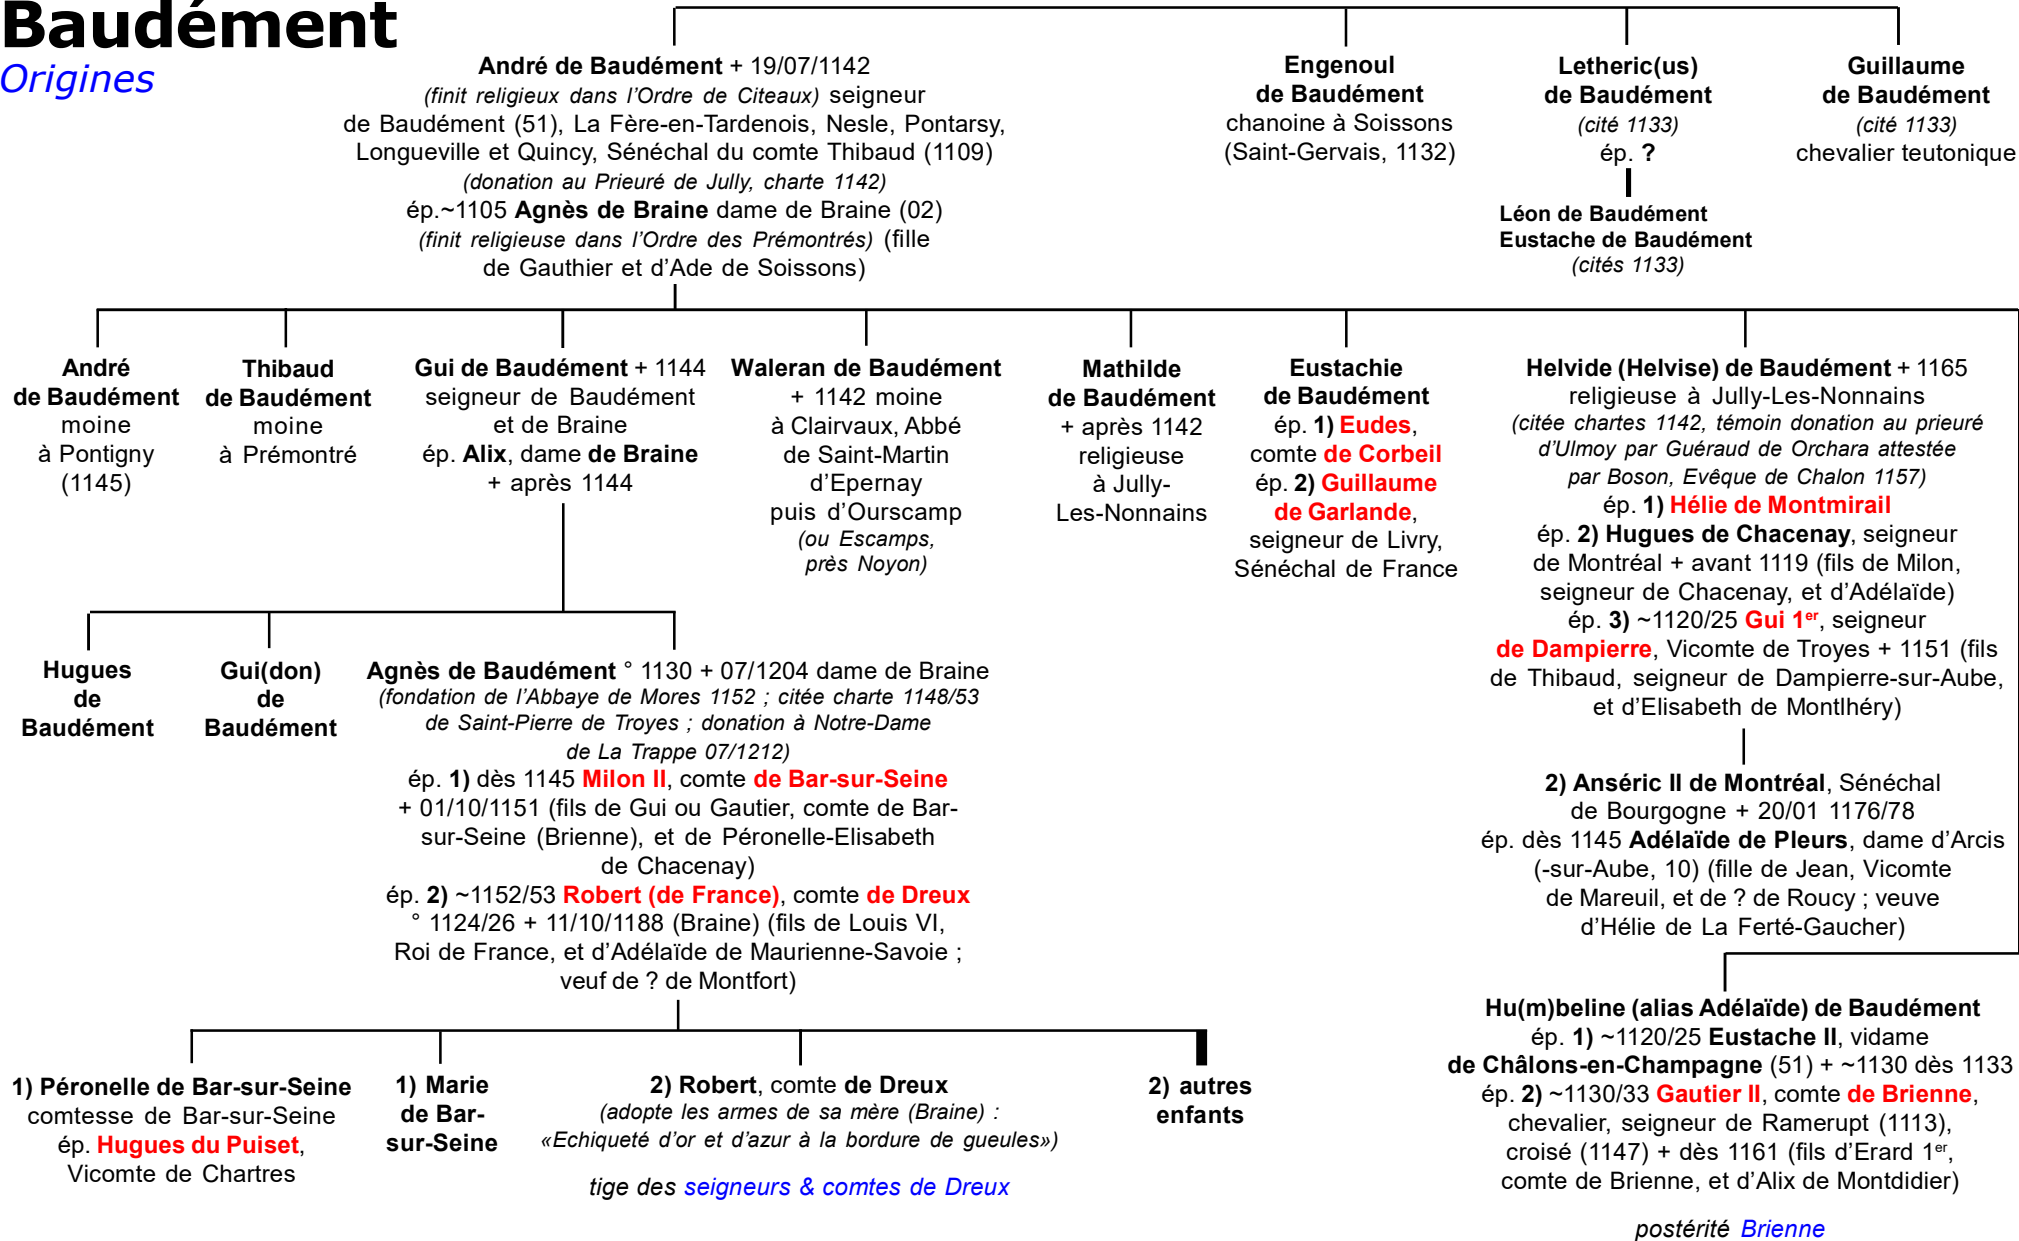 Baudément
Origines
André de Baudément + 19/07/1142
(finit religieux dans l'Ordre de Citeaux) seigneur
de Baudément (51), La Fère-en-Tardenois, Nesle, Pontarsy,
Longueville et Quincy, Sénéchal du comte Thibaud (1109)
(donation au Prieuré de Jully, charte 1142)
ép.~1105 Agnès de Braine dame de Braine (02)
(finit religieuse dans l'Ordre des Prémontrés) (fille
de Gauthier et d'Ade de Soissons)
Engenoul
de Baudément
chanoine à Soissons
(Saint-Gervais, 1132)
Letheric(us)
de Baudément
(cité 1133)
ép. ?
Léon de Baudément
Eustache de Baudément
(cités 1133)
Guillaume
de Baudément
(cité 1133)
chevalier teutonique
André
de Baudément
moine
à Pontigny
(1145)
Thibaud
de Baudément
moine
à Prémontré
Gui de Baudément + 1144
seigneur de Baudément
et de Braine
ép. Alix, dame de Braine
+ après 1144
Waleran de Baudément
+ 1142 moine
à Clairvaux, Abbé
de Saint-Martin
d'Epernay
puis d'Ourscamp
(ou Escamps,
près Noyon)
Mathilde
de Baudément
+ après 1142
religieuse
à Jully-
Les-Nonnains
Eustachie
de Baudément
ép. 1) Eudes,
comte de Corbeil
ép. 2) Guillaume
de Garlande,
seigneur de Livry,
Sénéchal de France
Helvide (Helvise) de Baudément + 1165
religieuse à Jully-Les-Nonnains
(citée chartes 1142, témoin donation au prieuré
d'Ulmoy par Guéraud de Orchara attestée
par Boson, Evêque de Chalon 1157)
ép. 1) Hélie de Montmirail
ép. 2) Hugues de Chacenay, seigneur
de Montréal + avant 1119 (fils de Milon,
seigneur de Chacenay, et d'Adélaïde)
ép. 3) ~1120/25 Gui 1er, seigneur
de Dampierre, Vicomte de Troyes + 1151 (fils
de Thibaud, seigneur de Dampierre-sur-Aube,
et d'Elisabeth de Montlhéry)
2) Anséric II de Montréal, Sénéchal
de Bourgogne + 20/01 1176/78
ép. dès 1145 Adélaïde de Pleurs, dame d'Arcis
(-sur-Aube, 10) (fille de Jean, Vicomte
de Mareuil, et de ? de Roucy ; veuve
d'Hélie de La Ferté-Gaucher)
Hugues
de
Baudément
Gui(don)
de
Baudément
Agnès de Baudément ° 1130 + 07/1204 dame de Braine
(fondation de l'Abbaye de Mores 1152 ; citée charte 1148/53
de Saint-Pierre de Troyes ; donation à Notre-Dame
de La Trappe 07/1212)
ép. 1) dès 1145 Milon II, comte de Bar-sur-Seine
+ 01/10/1151 (fils de Gui ou Gautier, comte de Bar-
sur-Seine (Brienne), et de Péronelle-Elisabeth
de Chacenay)
ép. 2) ~1152/53 Robert (de France), comte de Dreux
° 1124/26 + 11/10/1188 (Braine) (fils de Louis VI,
Roi de France, et d'Adélaïde de Maurienne-Savoie ;
veuf de ? de Montfort)
Hu(m)beline (alias Adélaïde) de Baudément
ép. 1) ~1120/25 Eustache II, vidame
de Châlons-en-Champagne (51) + ~1130 dès 1133
ép. 2) ~1130/33 Gautier II, comte de Brienne,
chevalier, seigneur de Ramerupt (1113),
croisé (1147) + dès 1161 (fils d'Erard 1er,
comte de Brienne, et d'Alix de Montdidier)
postérité Brienne
1) Péronelle de Bar-sur-Seine
comtesse de Bar-sur-Seine
ép. Hugues du Puiset,
Vicomte de Chartres
1) Marie
de Bar-
sur-Seine
2) Robert, comte de Dreux
(adopte les armes de sa mère (Braine) :
«Echiqueté d'or et d'azur à la bordure de gueules»)
tige des seigneurs & comtes de Dreux
2) autres
enfants